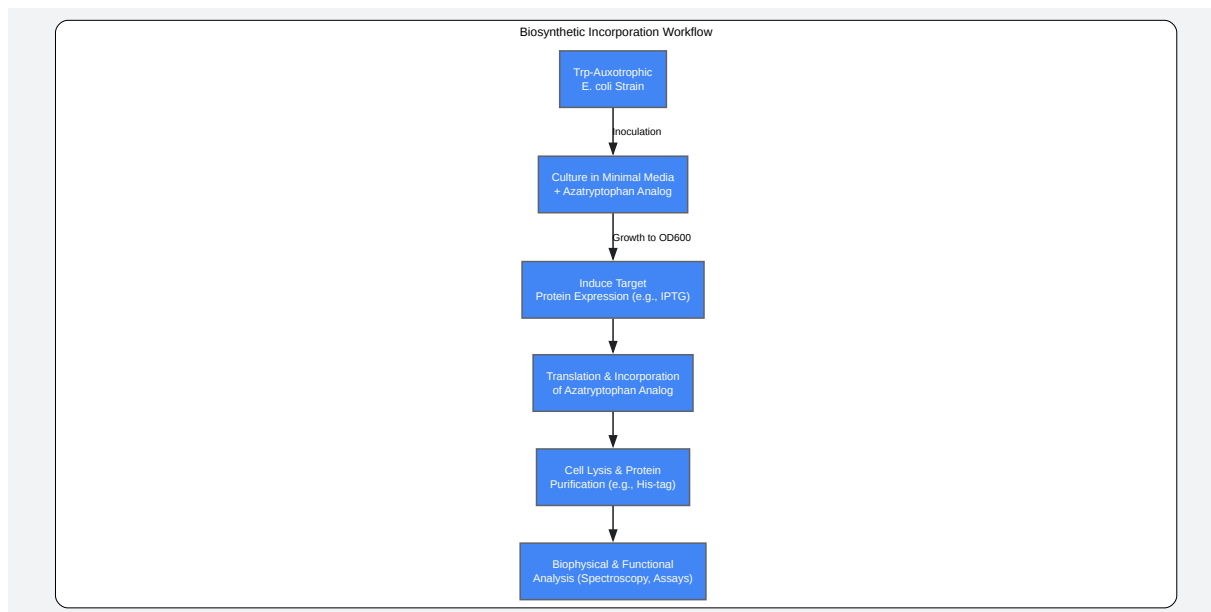 Biosynthetic Incorporation Workflow
Trp-Auxotrophic
E. coli Strain
Inoculation
Culture in Minimal Media
+ Azatryptophan Analog
Growth to OD600
Induce Target
Protein Expression (e.g., IPTG)
Translation & Incorporation
of Azatryptophan Analog
Cell Lysis & Protein
Purification (e.g., His-tag)
Biophysical & Functional
Analysis (Spectroscopy, Assays)